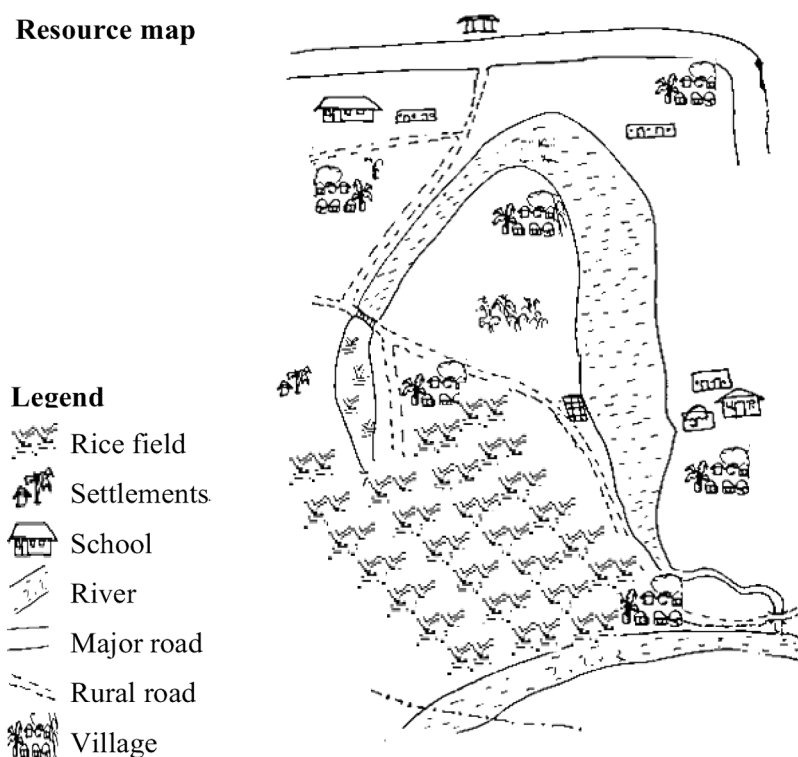 Resource map
Legend
Rice field
Settlements
School
River
Major road
Rural road
Village